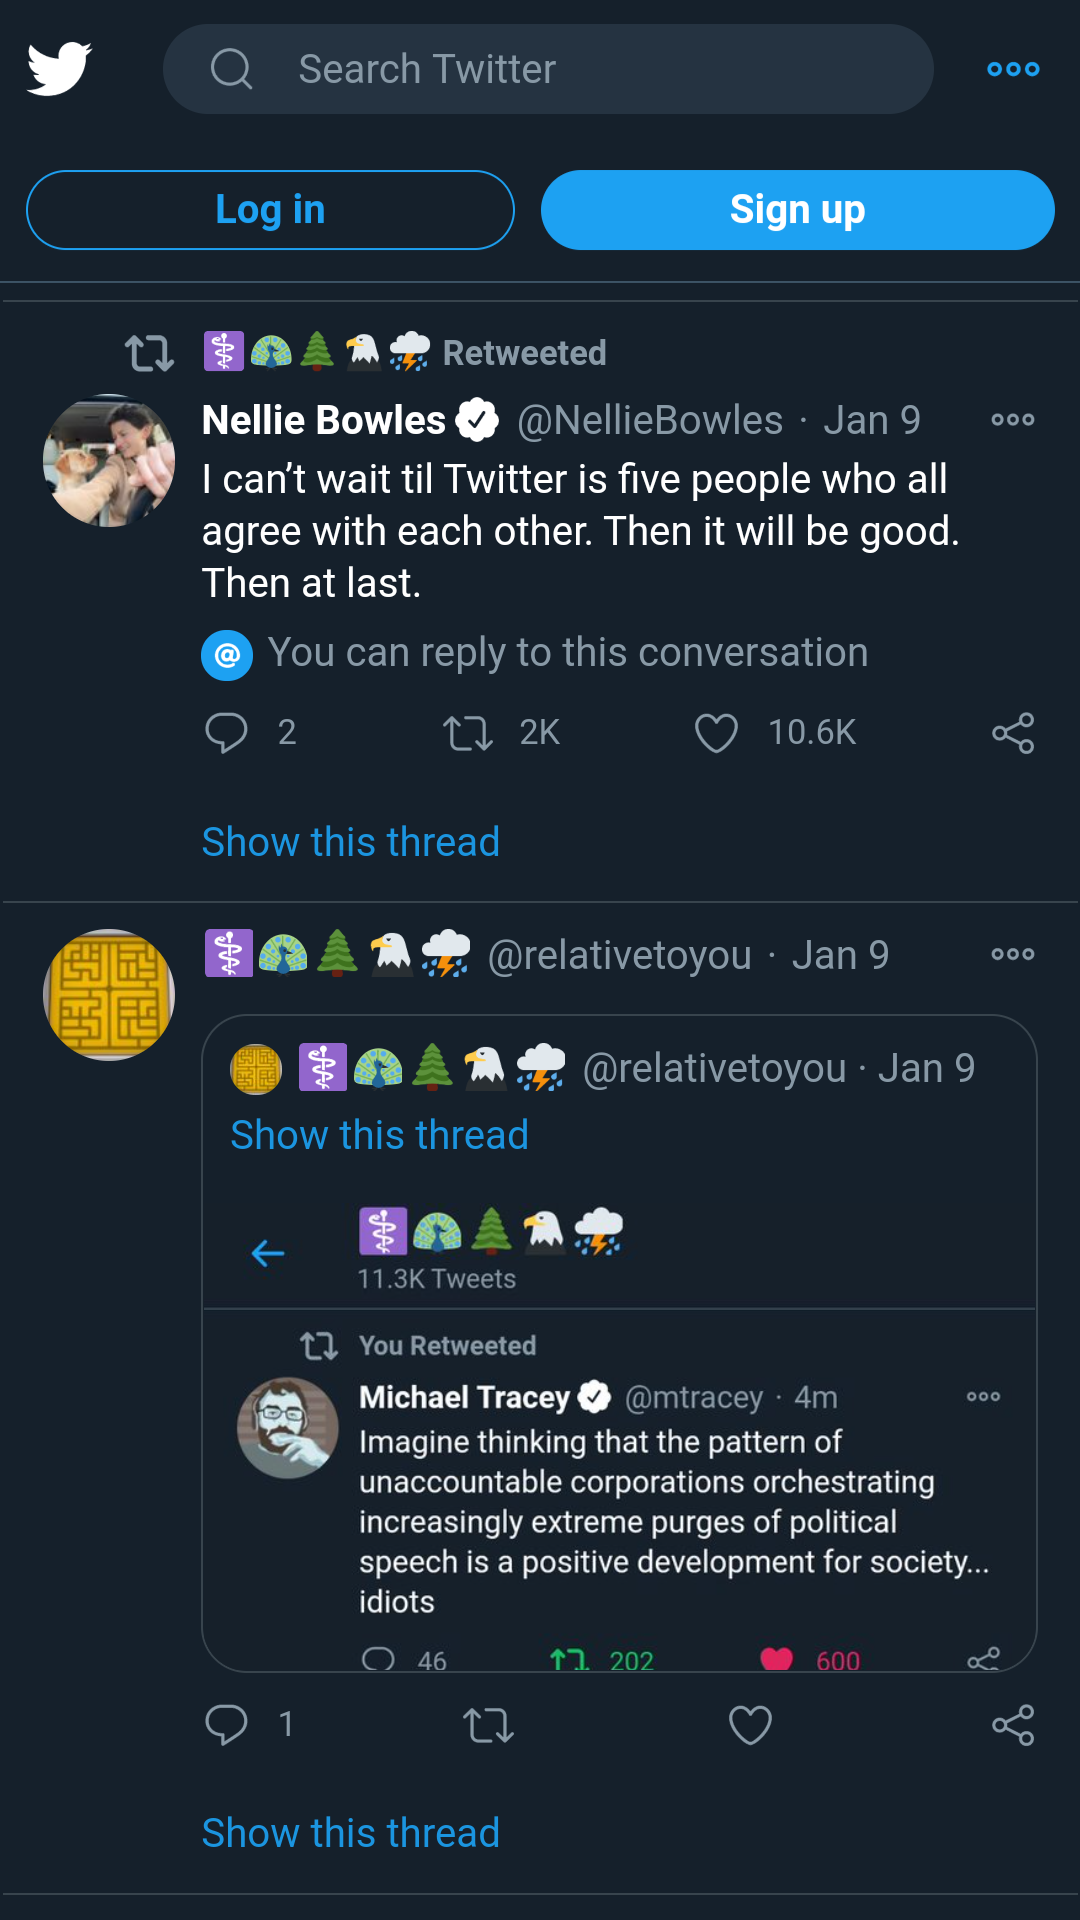 Search Twitter
Log in
Sign up
Retweeted
Nellie Bowles @NellieBowles · Jan 9
I can’t wait til Twitter is five people who all
agree with each other. Then it will be good.
Then at last.
@ You can reply to this conversation
2 2K 10.6K
Show this thread
⚕️🦚🌲🦅⛈️ @relativetoyou · Jan 9
⚕️🦚🌲🦅⛈️ @relativetoyou · Jan 9
Show this thread
⚕️🦚🌲🦅⛈️
11.3K Tweets
You Retweeted
Michael Tracey @mtracey · 4m
Imagine thinking that the pattern of
unaccountable corporations orchestrating
increasingly extreme purges of political
speech is a positive development for society...
idiots
46 202 600
1
Show this thread